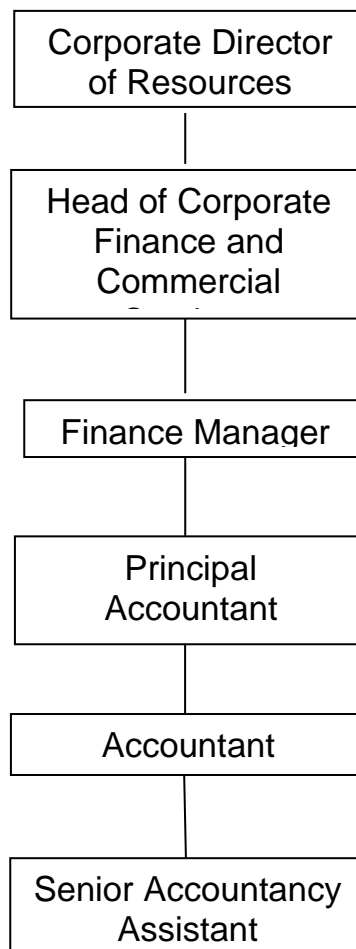 Corporate Director
of Resources
Head of Corporate
Finance and
Commercial
Finance Manager
Principal
Accountant
Accountant
Senior Accountancy
Assistant